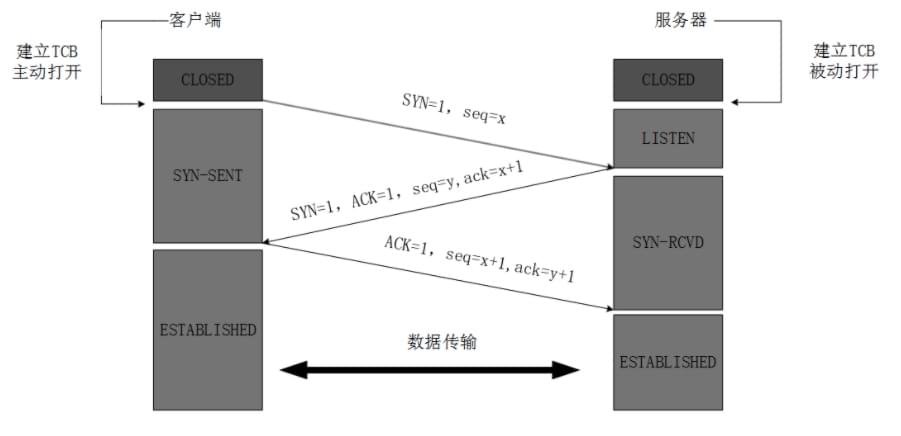 客户端
服务器
建立TCB
主动打开
建立TCB
被动打开
CLOSED
CLOSED
SYN=1, seq=x
LISTEN
SYN-SENT
SYN=1, ACK=1, seq=y,ack=x+1
SYN-RCVD
ACK=1, seq=x+1,ack=y+1
ESTABLISHED
数据传输
ESTABLISHED